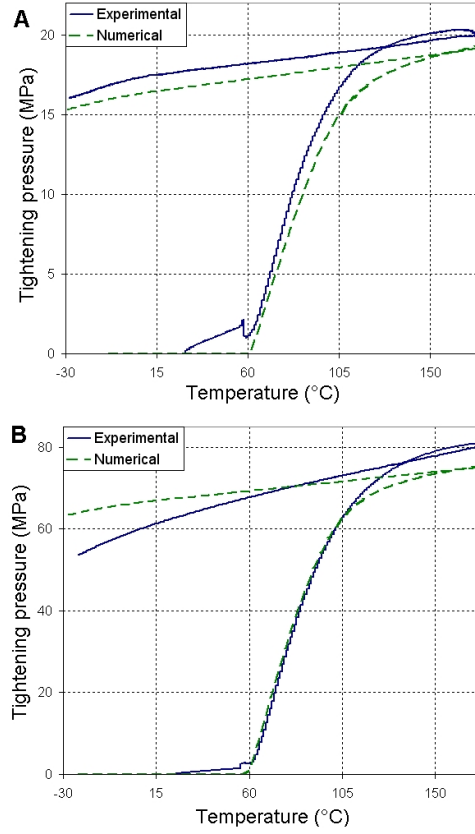 A
Experimental
Numerical
Tightening pressure (MPa)
20
15
10
5
0
-30 15 60 105 150
Temperature (°C)
B
Experimental
Numerical
Tightening pressure (MPa)
80
60
40
20
0
-30 15 60 105 150
Temperature (°C)